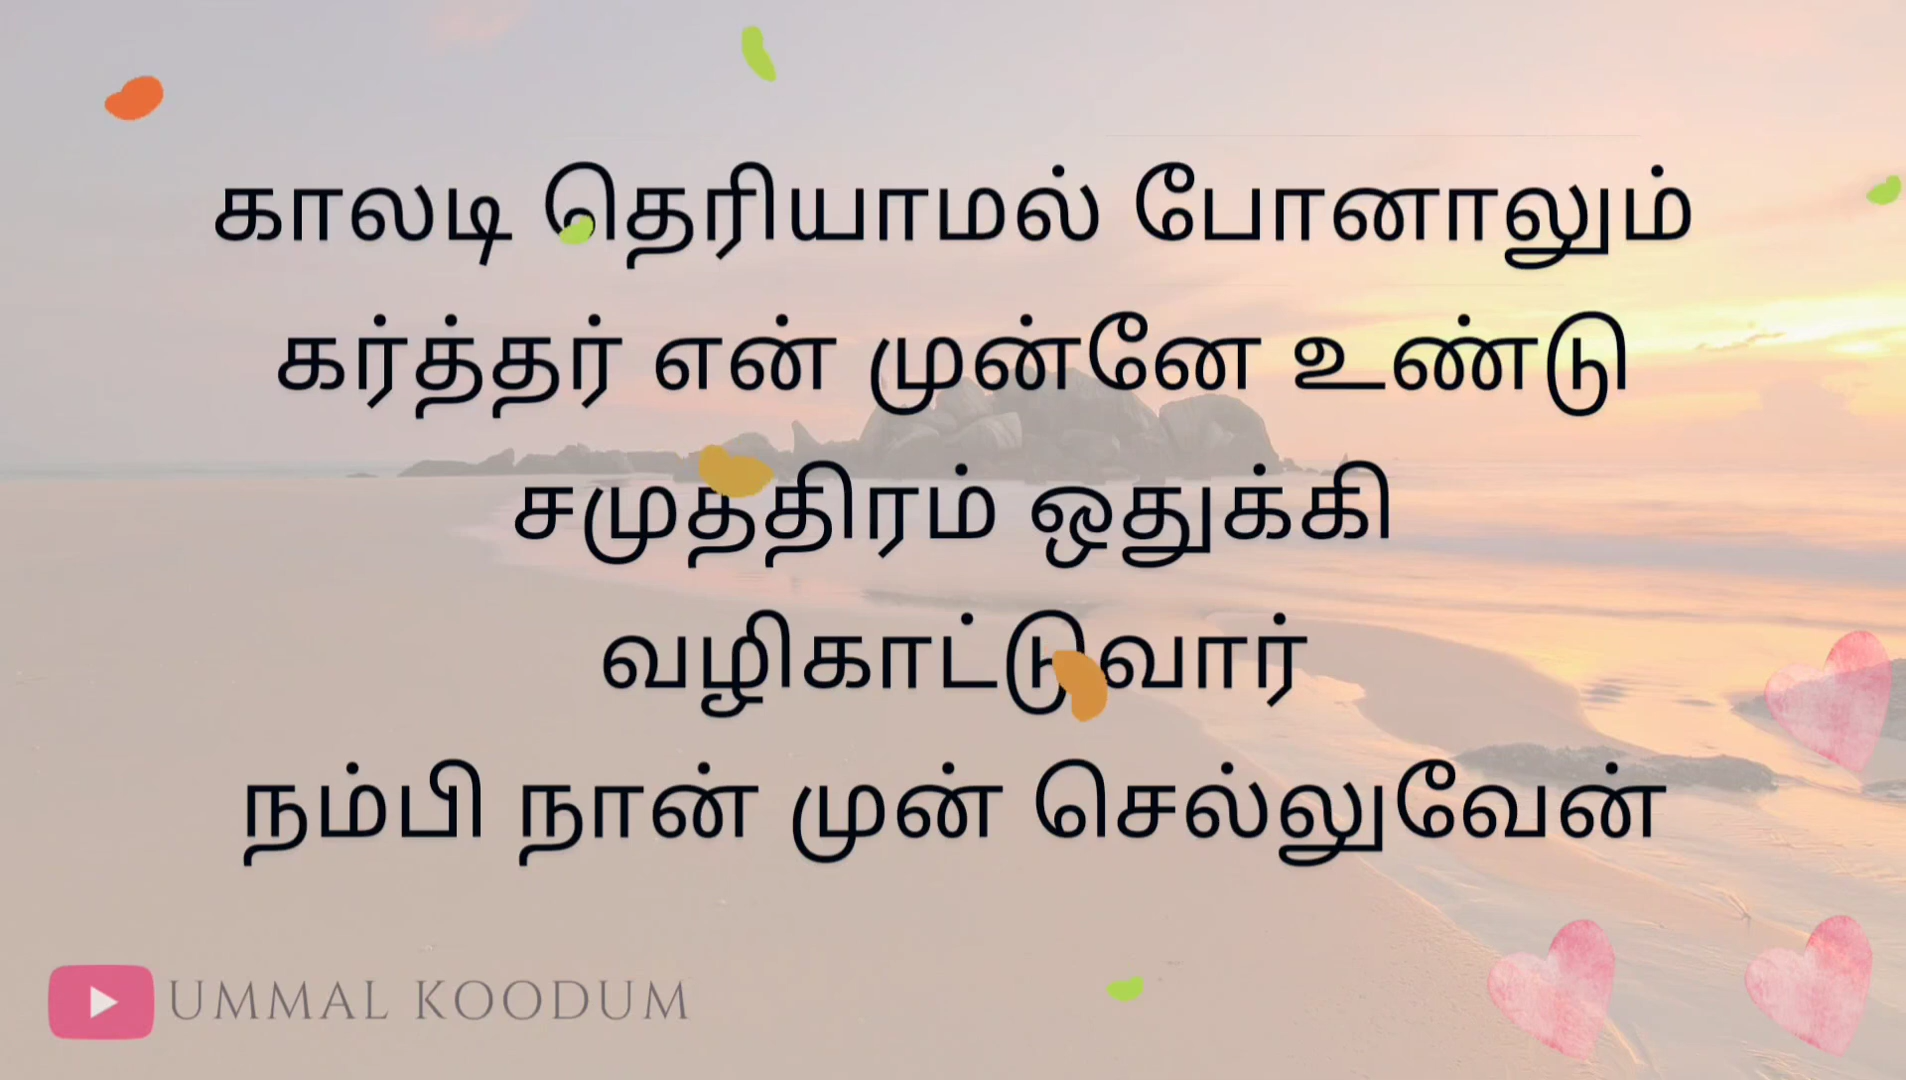 காலடி தெரியாமல் போனாலும்
கர்த்தர் என் முன்னே உண்டு
சமுத்திரம் ஒதுக்கி
வழிகாட்டுவார்
நம்பி நான் முன் செல்லுவேன்
UMMAL KOODUM